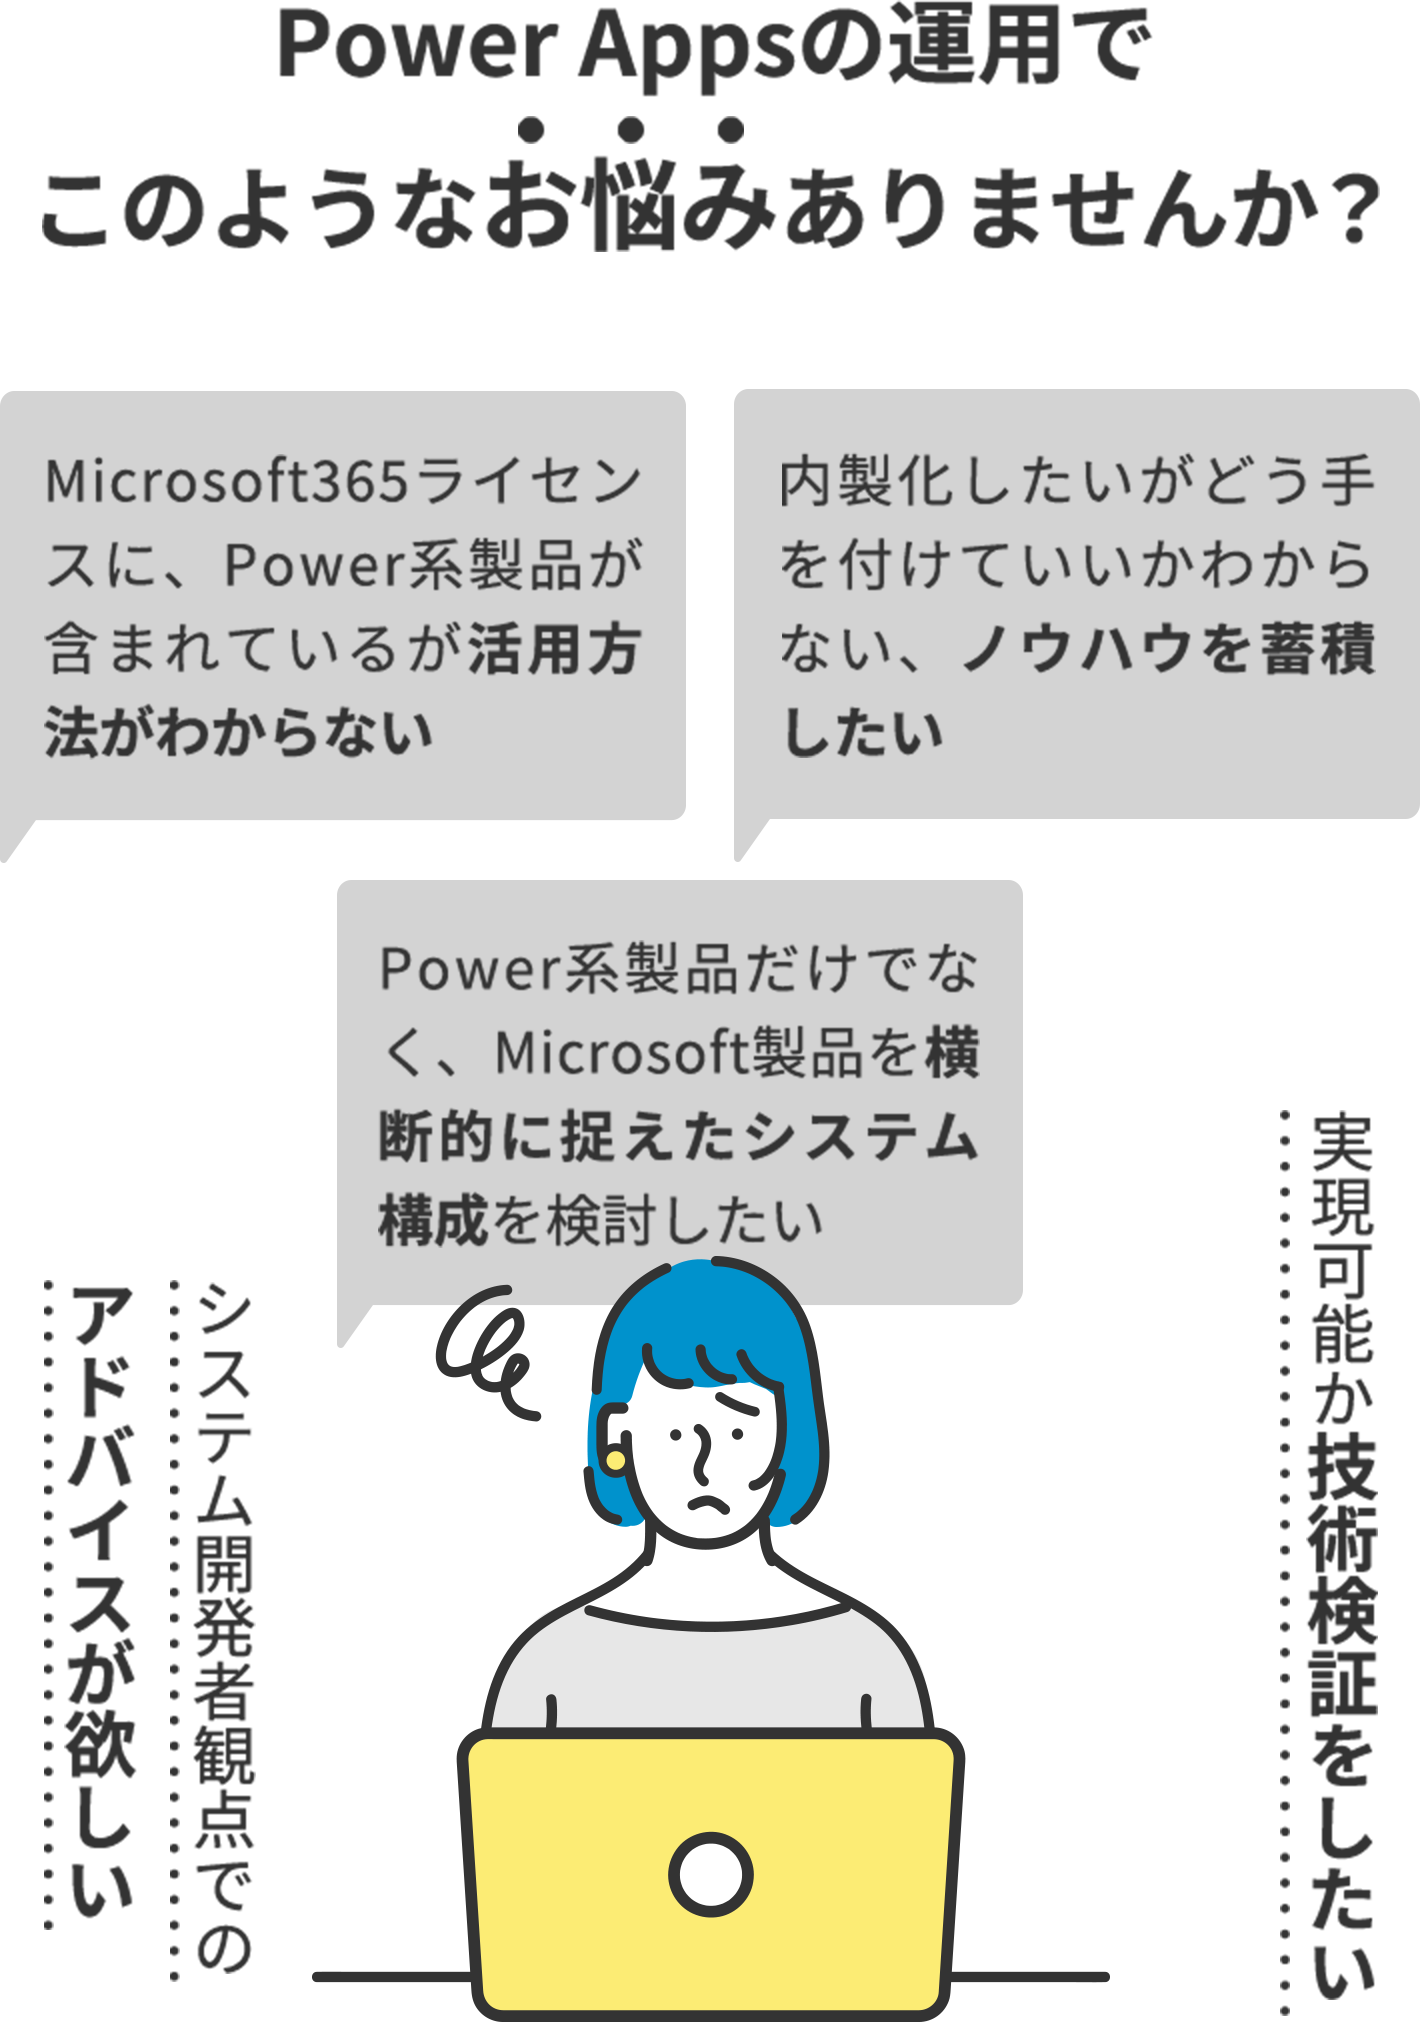 Power Appsの運用で
このようなお悩みありませんか？
Microsoft365ライセン
スに、Power系製品が
含まれているが活用方
法がわからない
内製化したいがどう手
を付けていいかわから
ない、ノウハウを蓄積
したい
Power系製品だけでな
く、Microsoft製品を横
断的に捉えたシステム
構成を検討したい
実現可能か技術検証をしたい
システム開発者観点での
アドバイスが欲しい